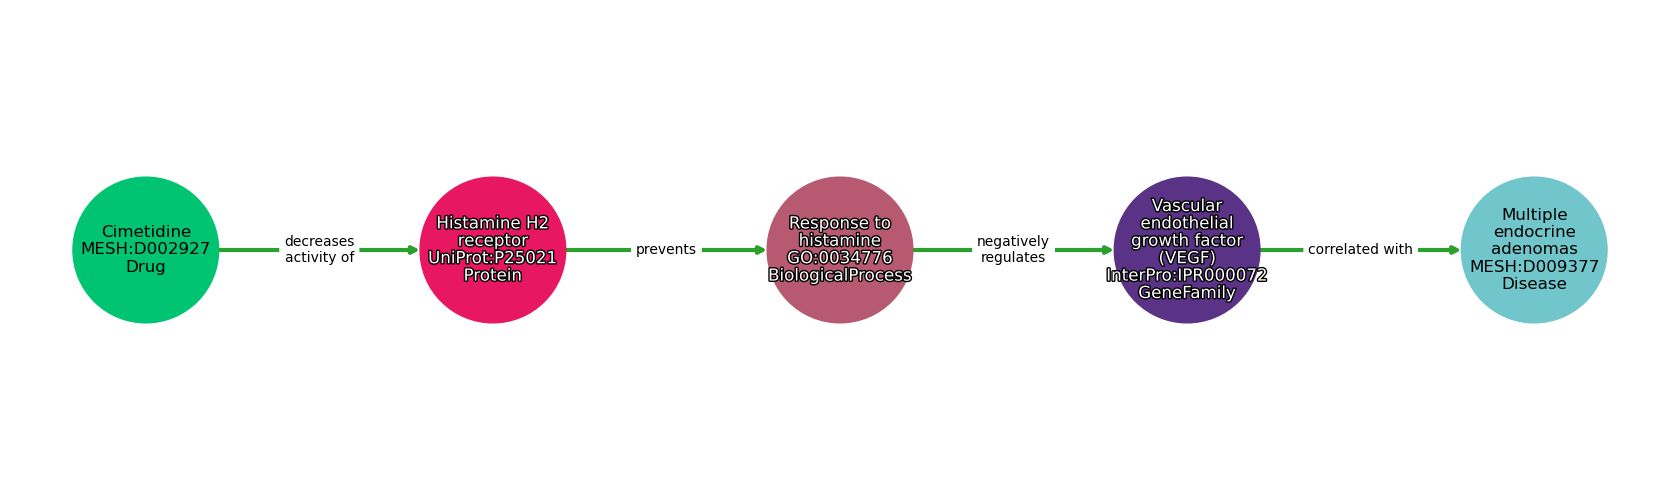 Cimetidine
MESH:D002927
Drug
decreases
activity of
Histamine H2
receptor
UniProt:P25021
Protein
prevents
Response to
histamine
GO:0034776
BiologicalProcess
negatively
regulates
Vascular
endothelial
growth factor
(VEGF)
InterPro:IPR000072
GeneFamily
correlated with
Multiple
endocrine
adenomas
MESH:D009377
Disease